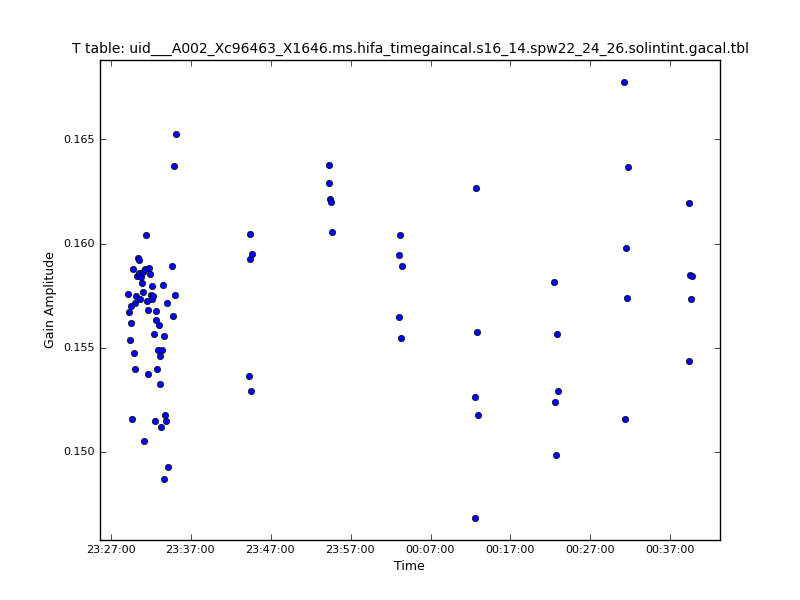 T table: uid___A002_Xc96463_X1646.ms.hifa_timegaincal.s16_14.spw22_24_26.solintint.gacal.tbl
0.165
0.160
0.155
0.150
Gain Amplitude
23:27:00 23:37:00 23:47:00 23:57:00 00:07:00 00:17:00 00:27:00 00:37:00
Time